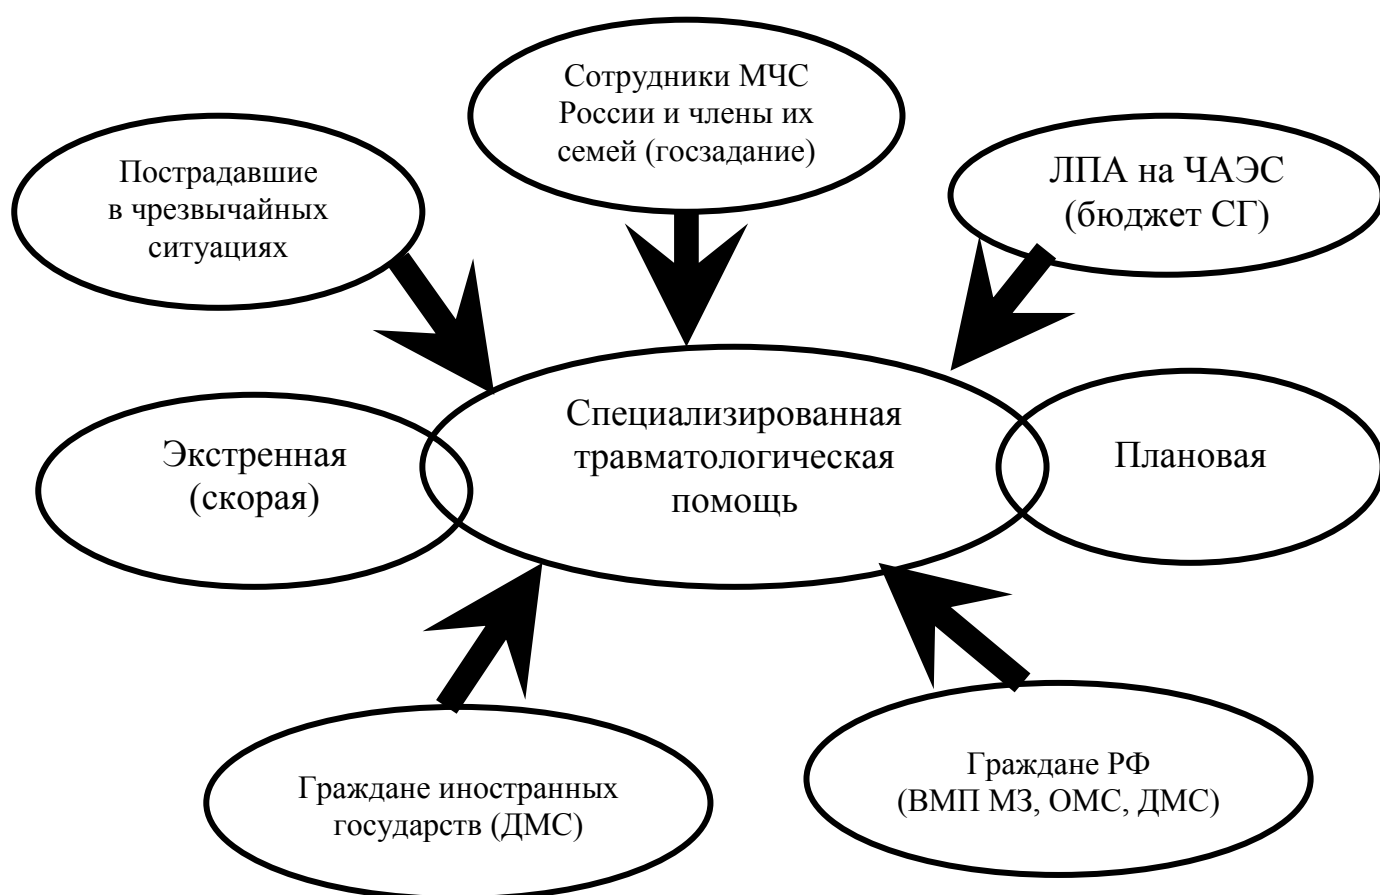 Сотрудники МЧС
России и члены их
семей (госзадание)
Пострадавшие
в чрезвычайных
ситуациях
ЛПА на ЧАЭС
(бюджет СГ)
Экстренная
(скорая)
Специализированная
травматологическая
помощь
Плановая
Граждане иностранных
государств (ДМС)
Граждане РФ
(ВМП МЗ, ОМС, ДМС)